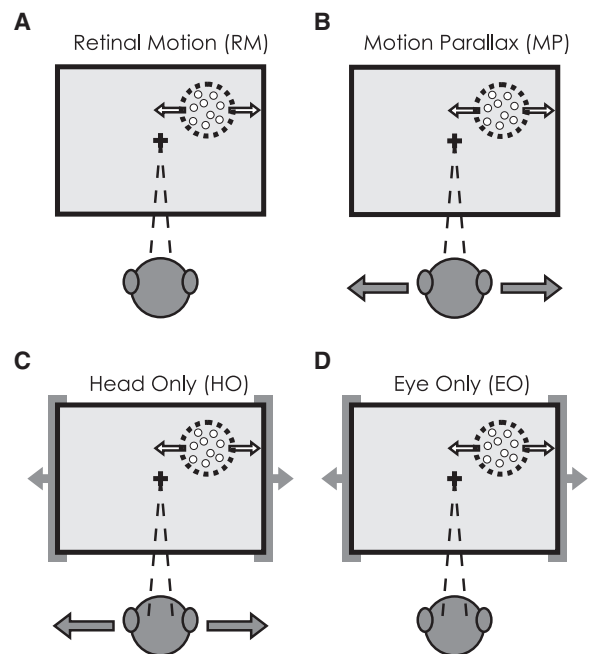 A
Retinal Motion (RM)
B
Motion Parallax (MP)
C
Head Only (HO)
D
Eye Only (EO)